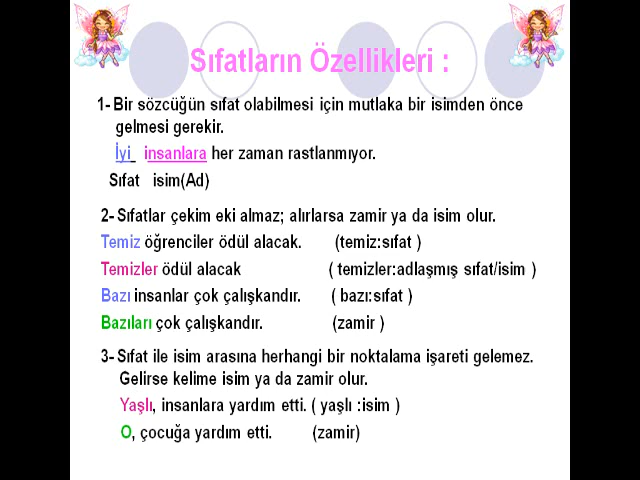 Sıfatların Özellikleri :
1- Bir sözcüğün sıfat olabilmesi için mutlaka bir isimden önce
gelmesi gerekir.
İyi insanlara her zaman rastlanmıyor.
Sıfat isim(Ad)
2- Sıfatlar çekim eki almaz; alırlarsa zamir ya da isim olur.
Temiz öğrenciler ödül alacak. (temiz:sıfat )
Temizler ödül alacak ( temizler:adlaşmış sıfat/isim )
Bazı insanlar çok çalışkandır. ( bazı:sıfat )
Bazıları çok çalışkandır. (zamir )
3- Sıfat ile isim arasına herhangi bir noktalama işareti gelemez.
Gelirse kelime isim ya da zamir olur.
Yaşlı, insanlara yardım etti. ( yaşlı :isim )
O, çocuğa yardım etti. (zamir)